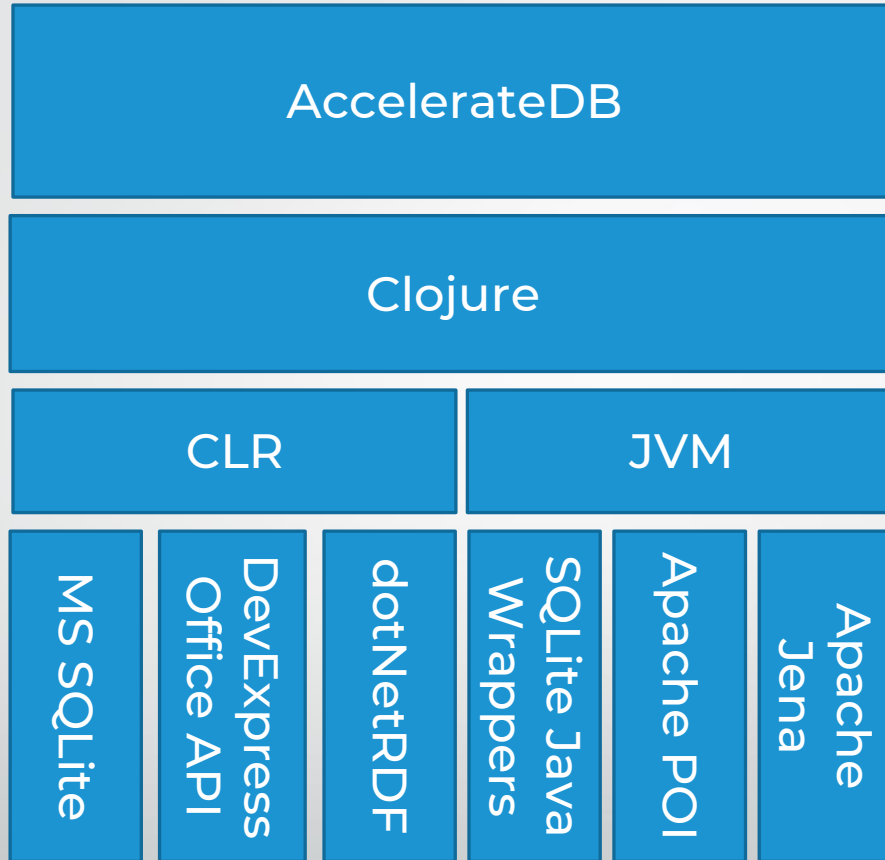 AccelerateDB
Clojure
CLR
JVM
MS SQLite
DevExpress
Office API
dotNetRDF
SQLite Java
Wrappers
Apache POI
Apache
Jena